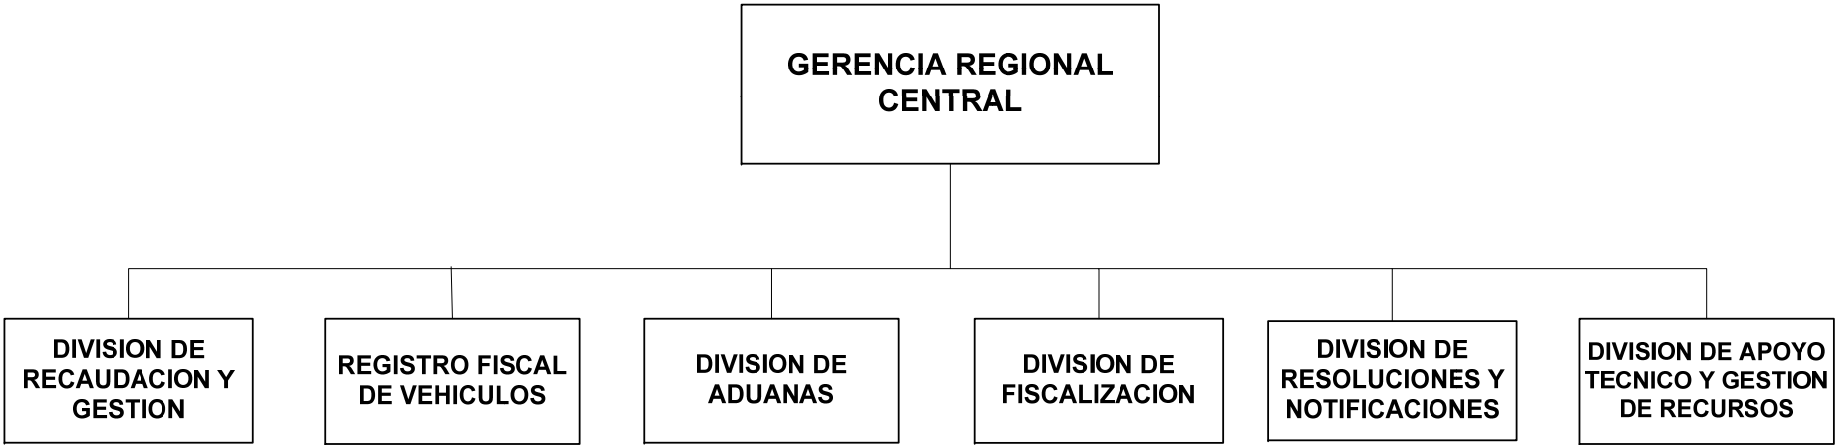 GERENCIA REGIONAL
CENTRAL
DIVISION DE
RECAUDACION Y
GESTION
REGISTRO FISCAL
DE VEHICULOS
DIVISION DE
ADUANAS
DIVISION DE
FISCALIZACION
DIVISION DE
RESOLUCIONES Y
NOTIFICACIONES
DIVISION DE APOYO
TECNICO Y GESTION
DE RECURSOS